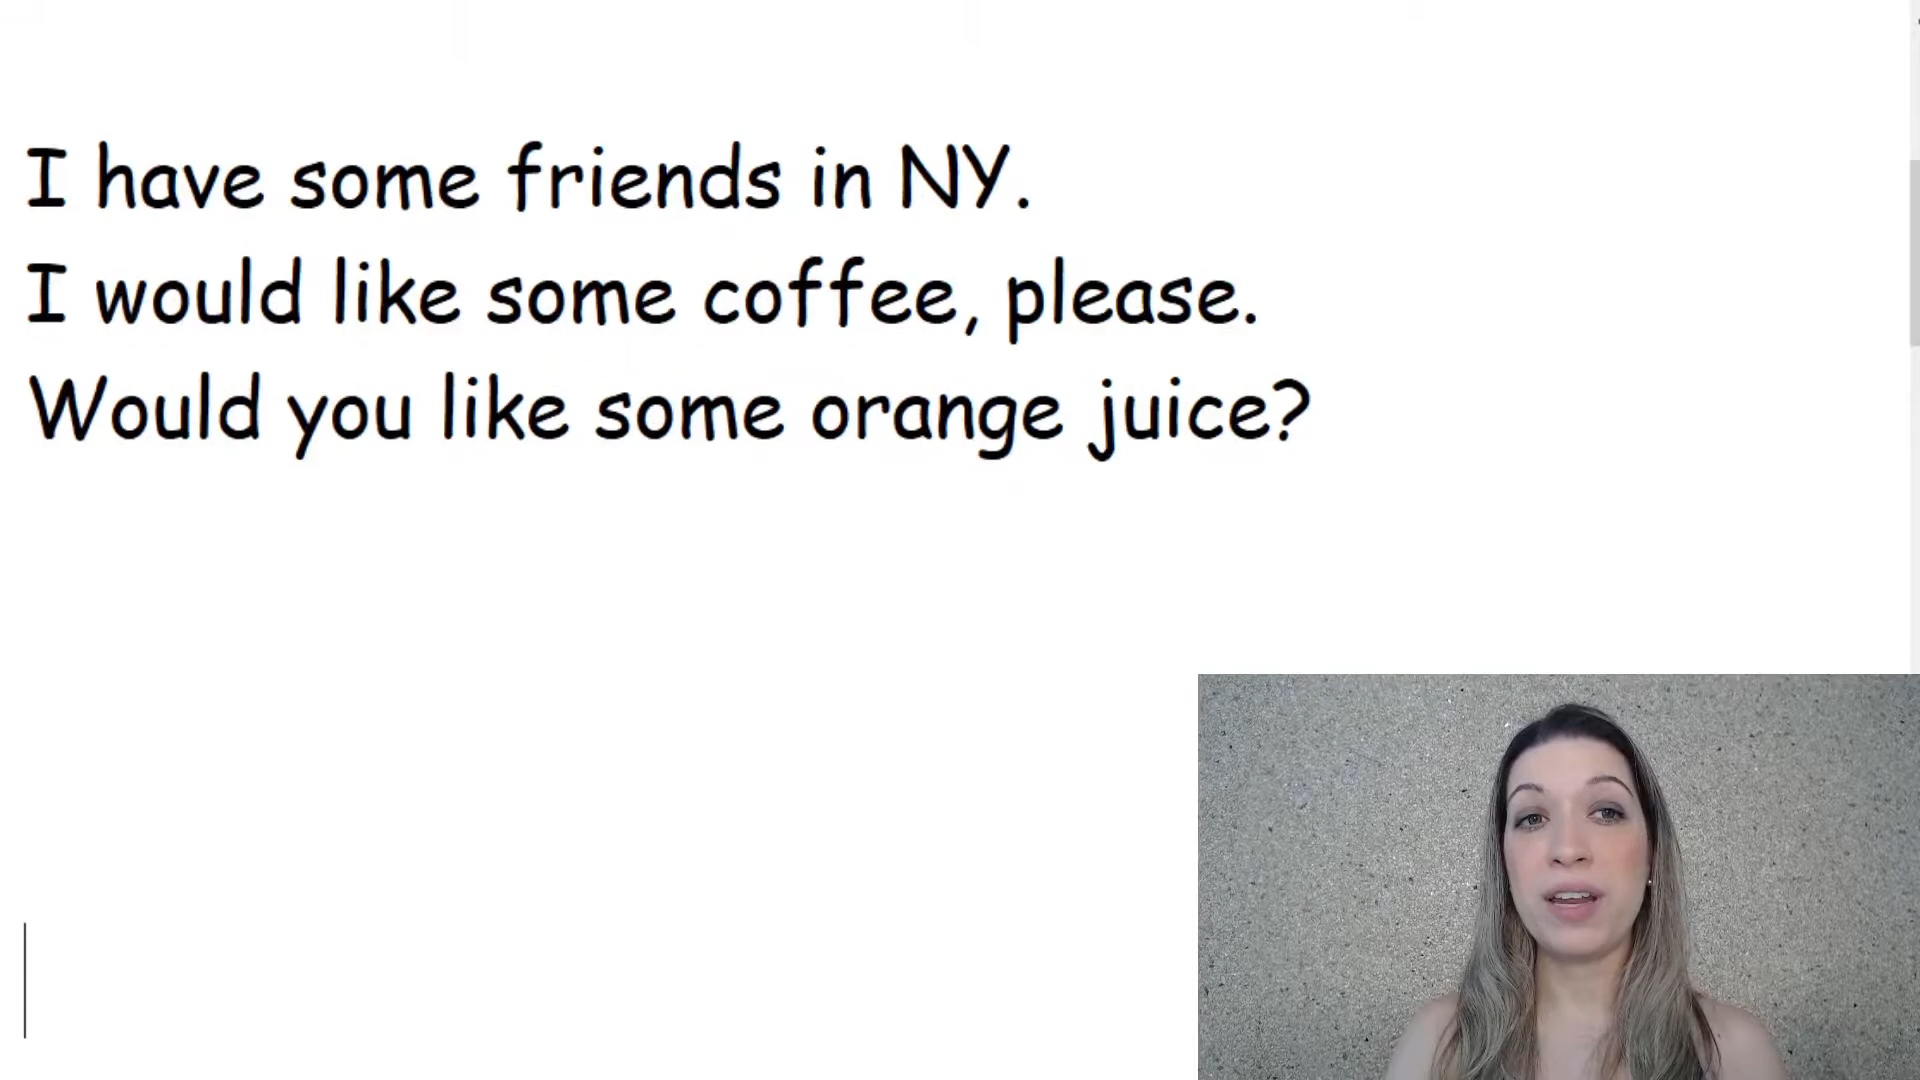 I have some friends in NY.
I would like some coffee, please.
Would you like some orange juice?